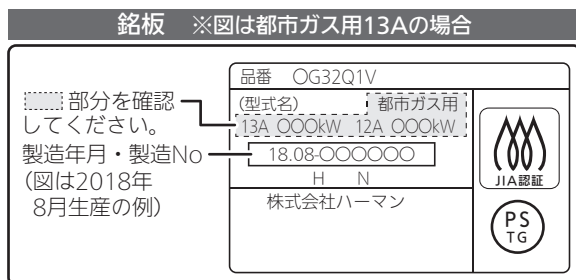 銘板 ※図は都市ガス用13Aの場合
部分を確認
してください。
製造年月・製造No
(図は2018年
8月生産の例)
品番 OG32Q1V
(型式名) 都市ガス用
13A OOOkW 12A OOOkW
18.08-OOOOOO
H N
株式会社ハーマン
JIA認証
PS
TG